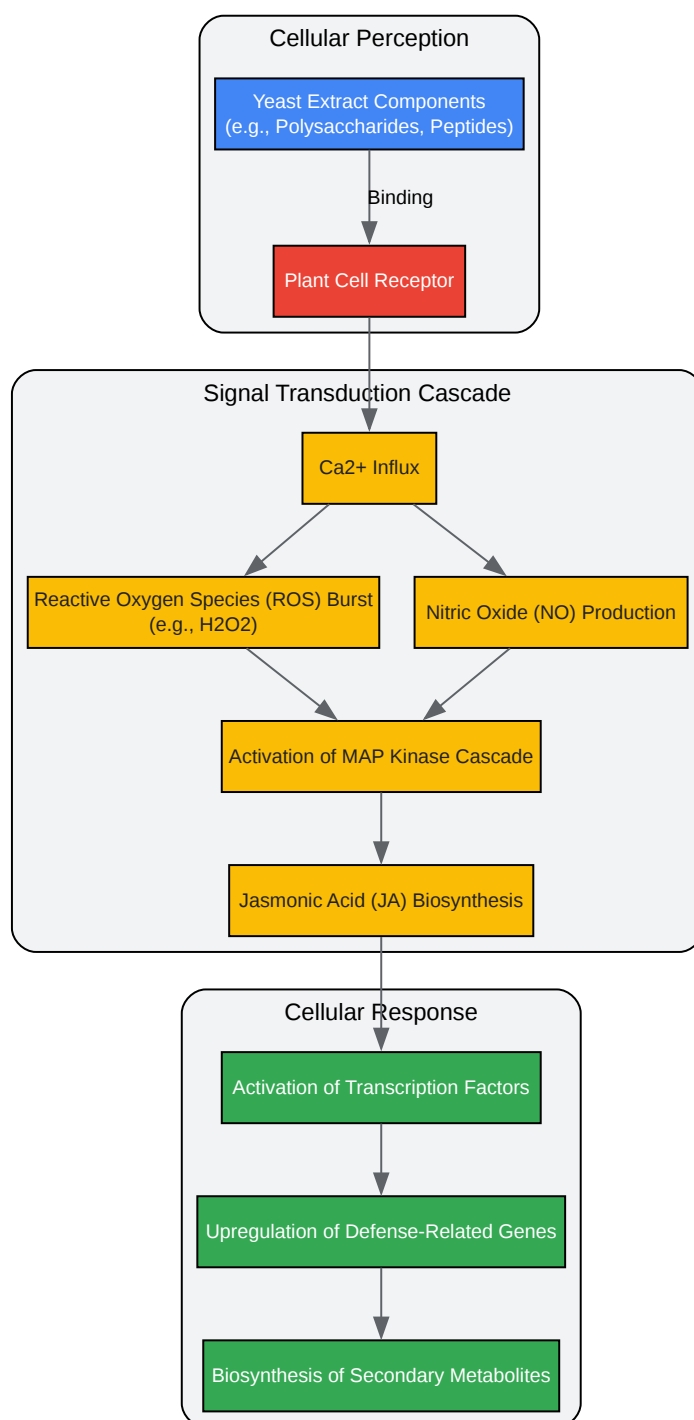 Cellular Perception
Yeast Extract Components
(e.g., Polysaccharides, Peptides)
Binding
Plant Cell Receptor
Signal Transduction Cascade
Ca2+ Influx
Reactive Oxygen Species (ROS) Burst
(e.g., H2O2)
Nitric Oxide (NO) Production
Activation of MAP Kinase Cascade
Jasmonic Acid (JA) Biosynthesis
Cellular Response
Activation of Transcription Factors
Upregulation of Defense-Related Genes
Biosynthesis of Secondary Metabolites